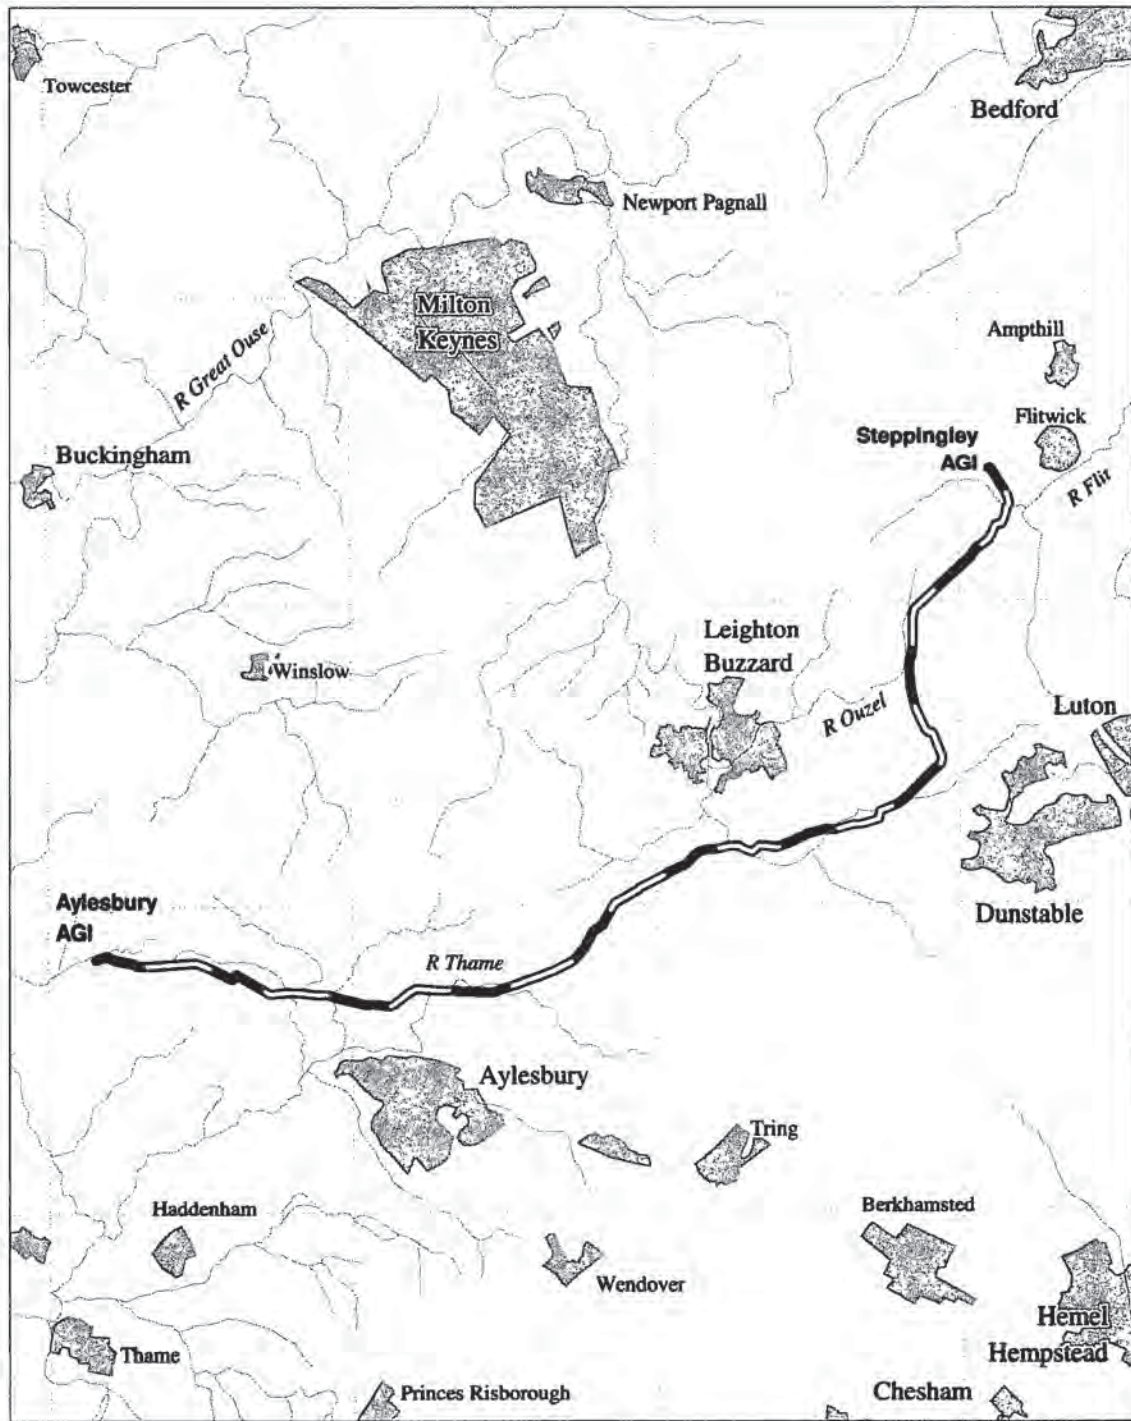 Towcester
Bedford
Newport Pagnall
Milton
Keynes
R Great Ouse
Ampthill
Flitwick
Steppingley
AGI
R Flit
Buckingham
Leighton
Buzzard
Winslow
R Ouzel
Luton
Dunstable
Aylesbury
AGI
R Thame
Aylesbury
Tring
Haddenham
Berkhamsted
Wendover
Hemel
Hempstead
Thame
Princes Risborough
Chesham